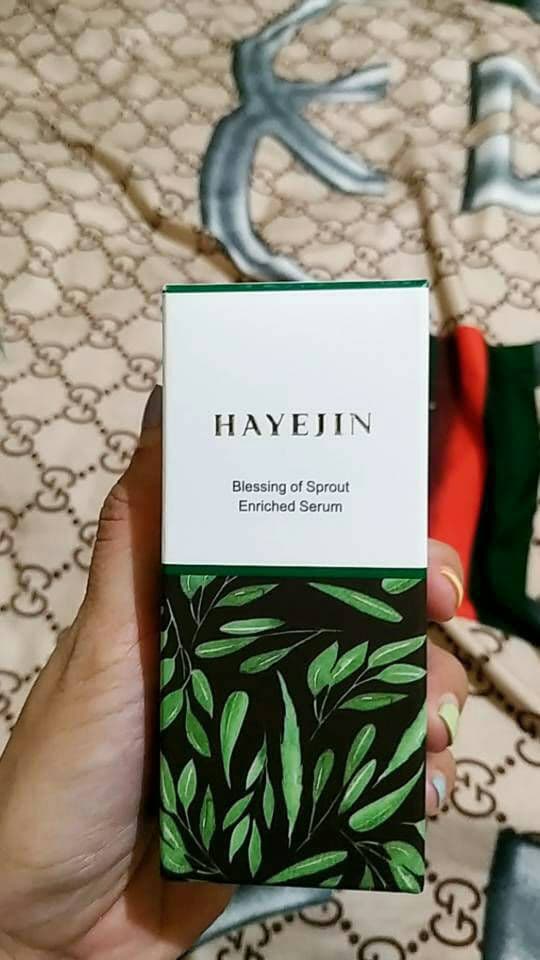 HAYEJIN
Blessing of Sprout
Enriched Serum